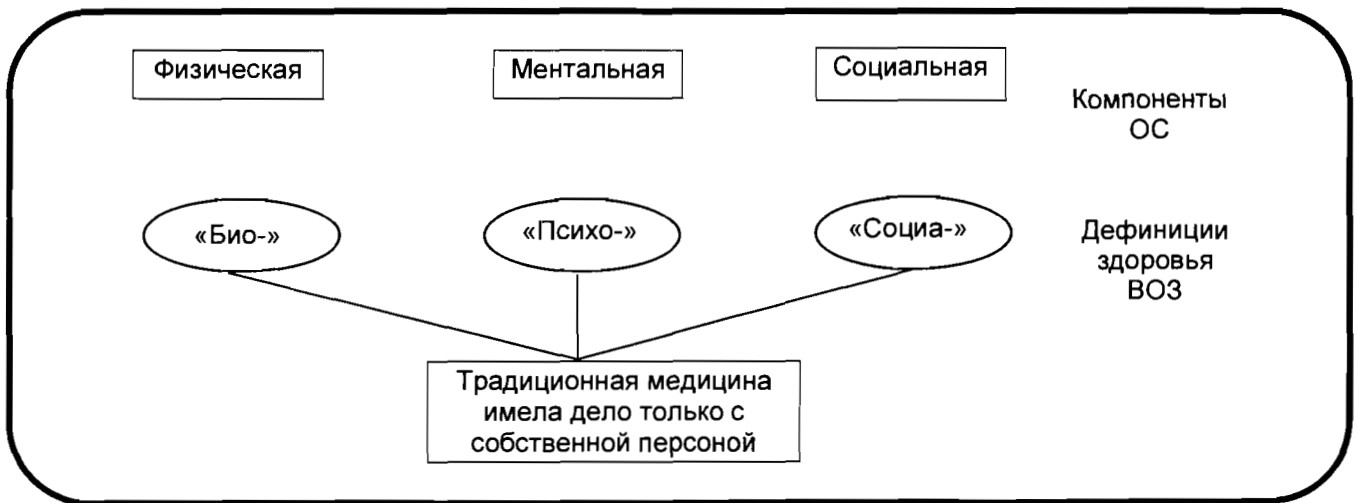 Физическая
Ментальная
Социальная
Компоненты
ОС
«Био-»
«Психо-»
«Социа-»
Дефиниции
здоровья
ВОЗ
Традиционная медицина
имела дело только с
собственной персоной